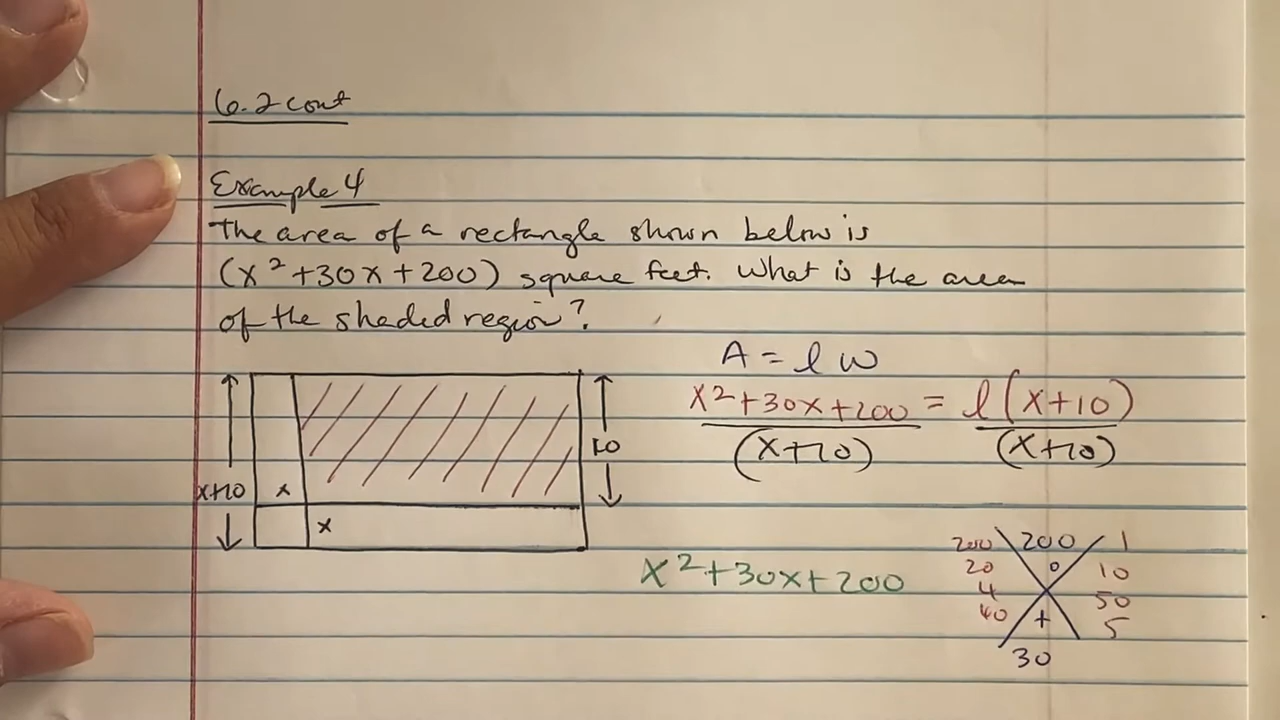 6.2 cont
Example 4
The area of a rectangle shown below is
(x²+30x+200) square feet. What is the area
of the shaded region?
A = l w
x²+30x+200 = l(x+10)
(x+10) (x+10)
10
x+10 x
x
x²+30x+200
200 200 1
20 10
4 50
40 + 5
30